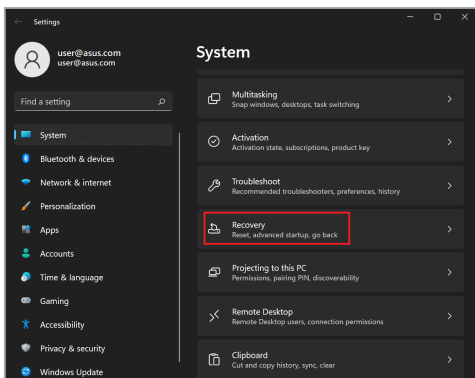 Settings
user@asus.com
user@asus.com
Find a setting
System
Bluetooth & devices
Network & internet
Personalization
Apps
Accounts
Time & language
Gaming
Accessibility
Privacy & security
Windows Update
System
Multitasking
Snap windows, desktops, task switching
Activation
Activation state, subscriptions, product key
Troubleshoot
Recommended troubleshooters, preferences, history
Recovery
Reset, advanced startup, go back
Projecting to this PC
Permissions, pairing PIN, discoverability
Remote Desktop
Remote Desktop users, connection permissions
Clipboard
Cut and copy history, sync, clear